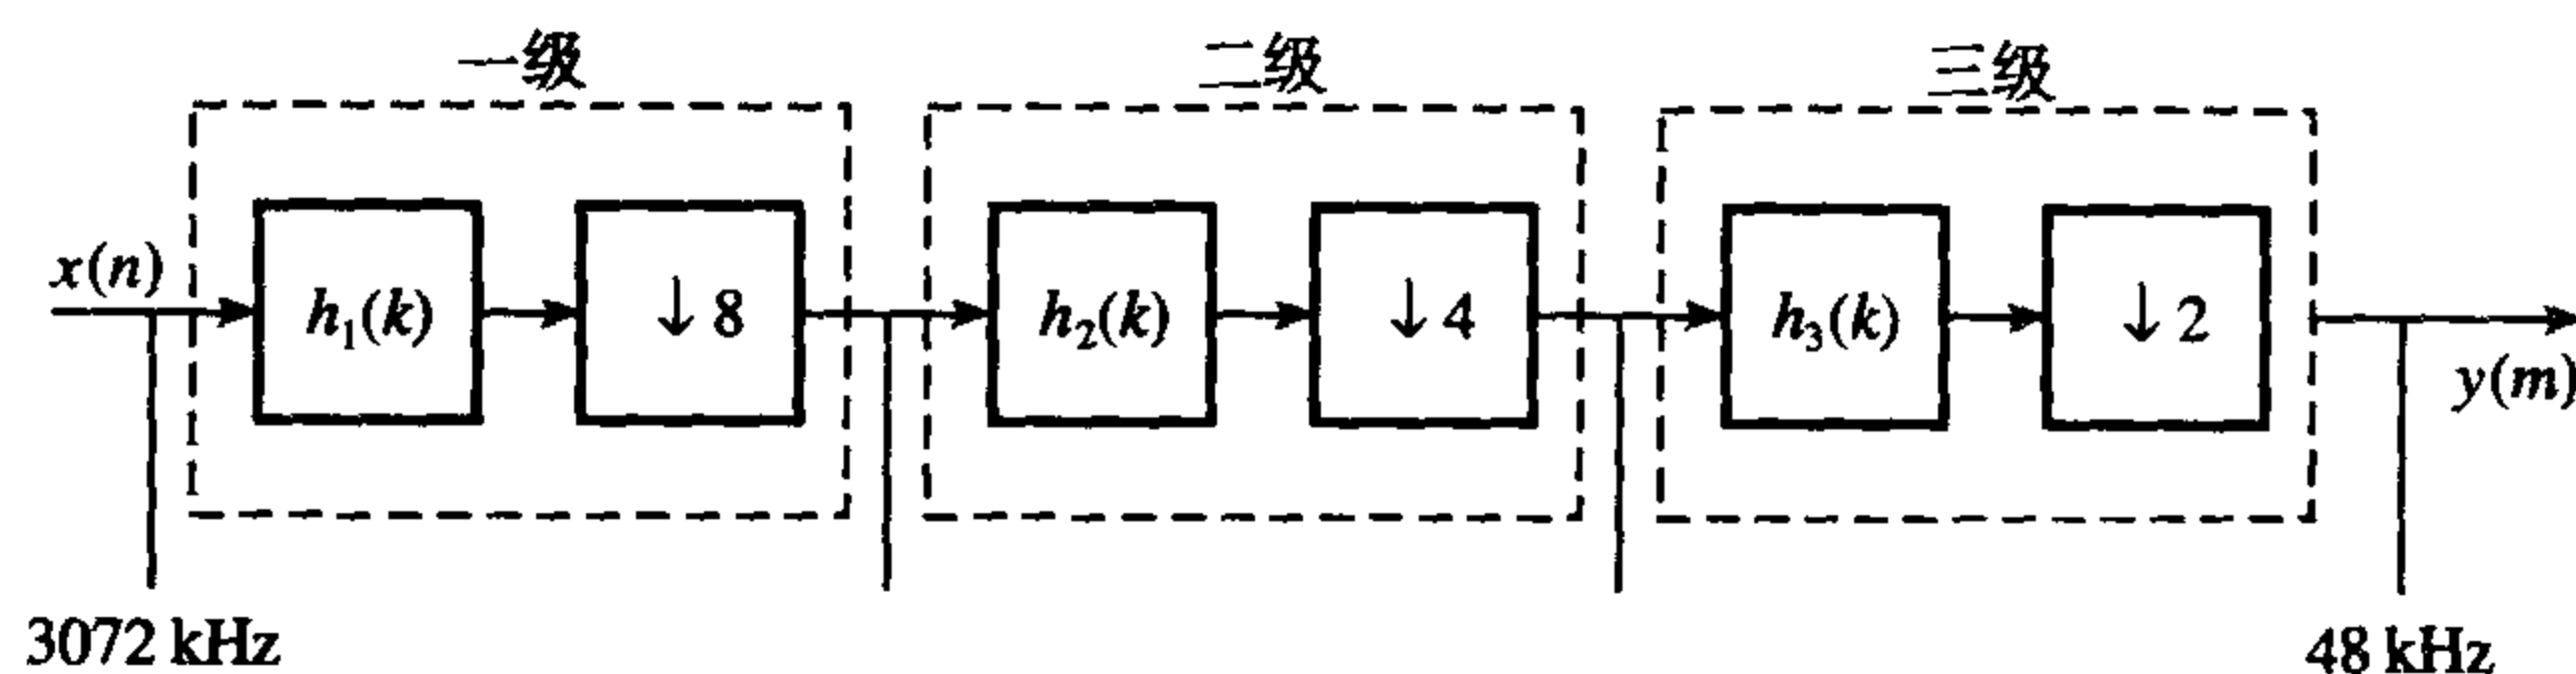 一级 二级 三级
x(n) h₁(k) ↓8 h₂(k) ↓4 h₃(k) ↓2 y(m)
3072 kHz 48 kHz